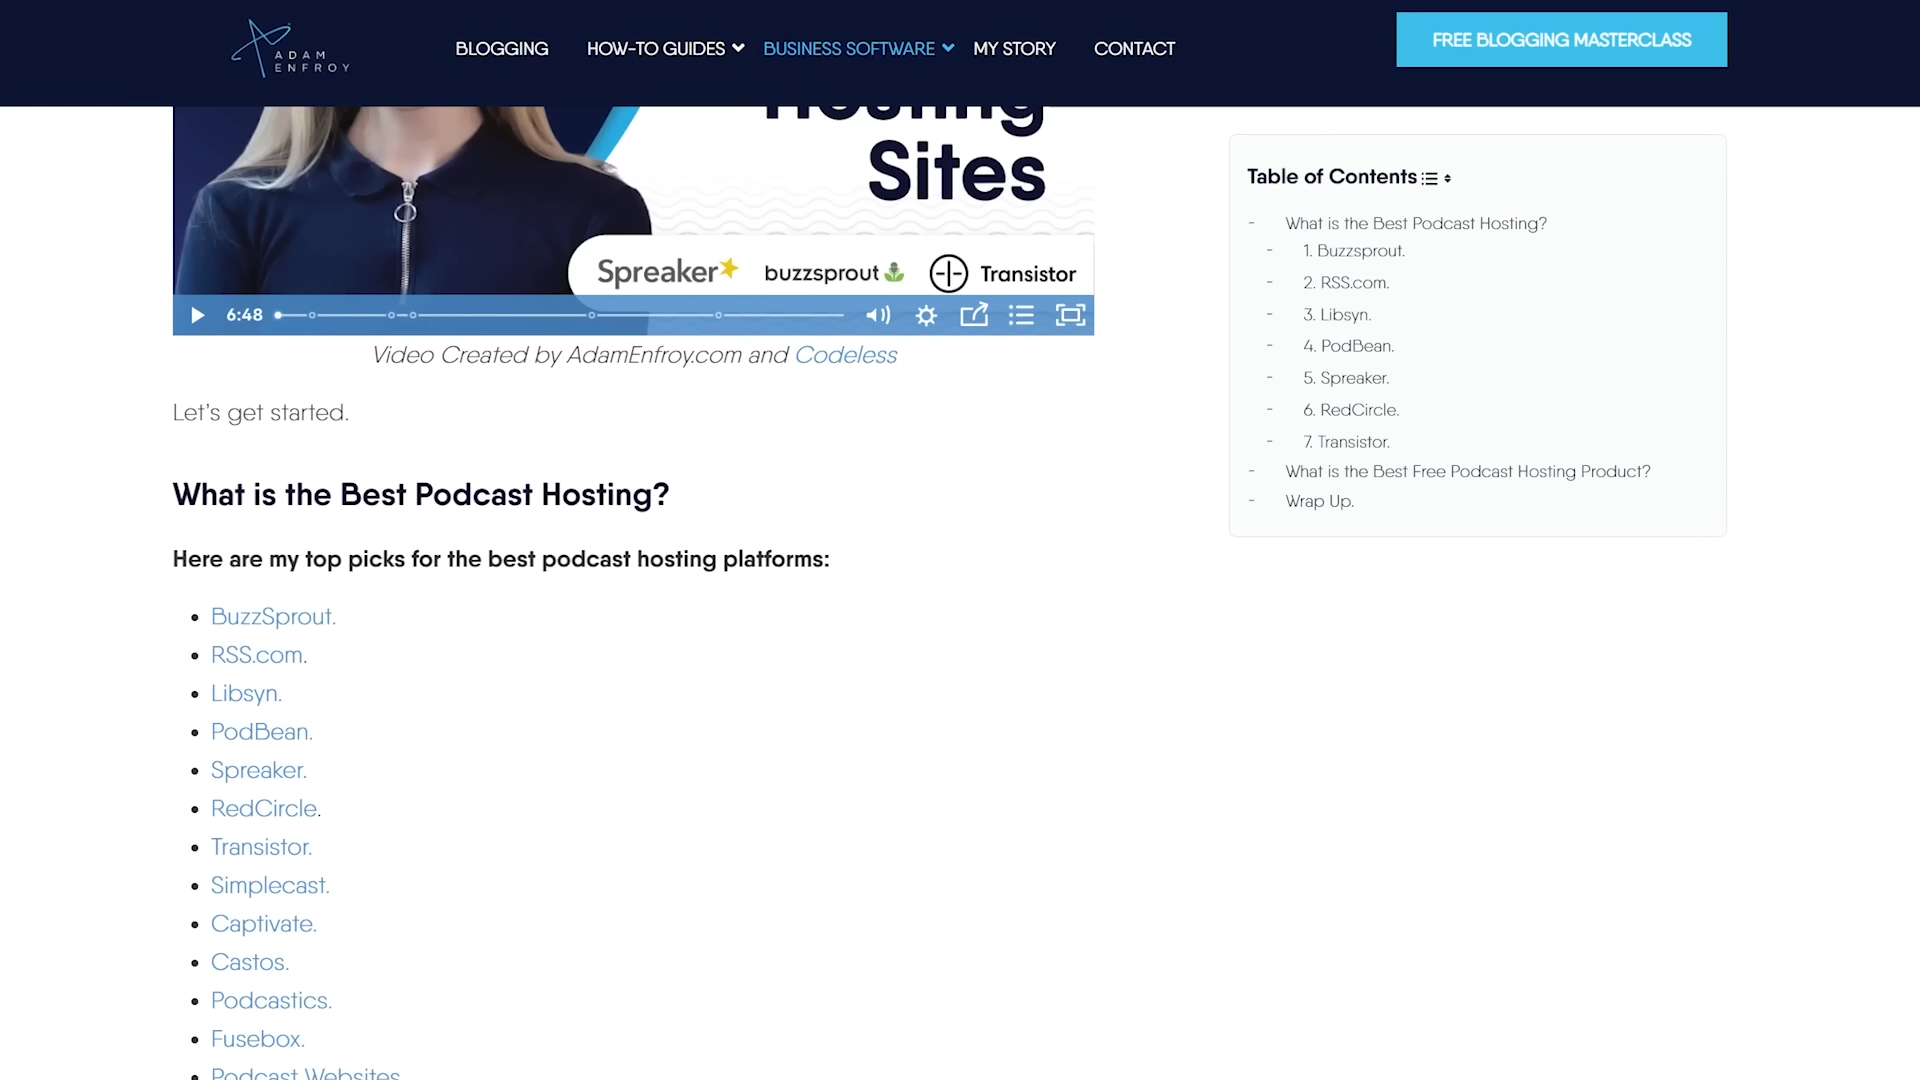 ADAM
ENFROY
BLOGGING
HOW-TO GUIDES
BUSINESS SOFTWARE
MY STORY
CONTACT
FREE BLOGGING MASTERCLASS
Hosting
Sites
Spreaker
buzzsprout
Transistor
6:48
Video Created by AdamEnfroy.com and Codeless
Let's get started.
What is the Best Podcast Hosting?
Here are my top picks for the best podcast hosting platforms:
BuzzSprout.
RSS.com.
Libsyn.
PodBean.
Spreaker.
RedCircle.
Transistor.
Simplecast.
Captivate.
Castos.
Podcastics.
Fusebox.
Podcast Websites
Table of Contents
- What is the Best Podcast Hosting?
- 1. Buzzsprout.
- 2. RSS.com.
- 3. Libsyn.
- 4. PodBean.
- 5. Spreaker.
- 6. RedCircle.
- 7. Transistor.
- What is the Best Free Podcast Hosting Product?
- Wrap Up.